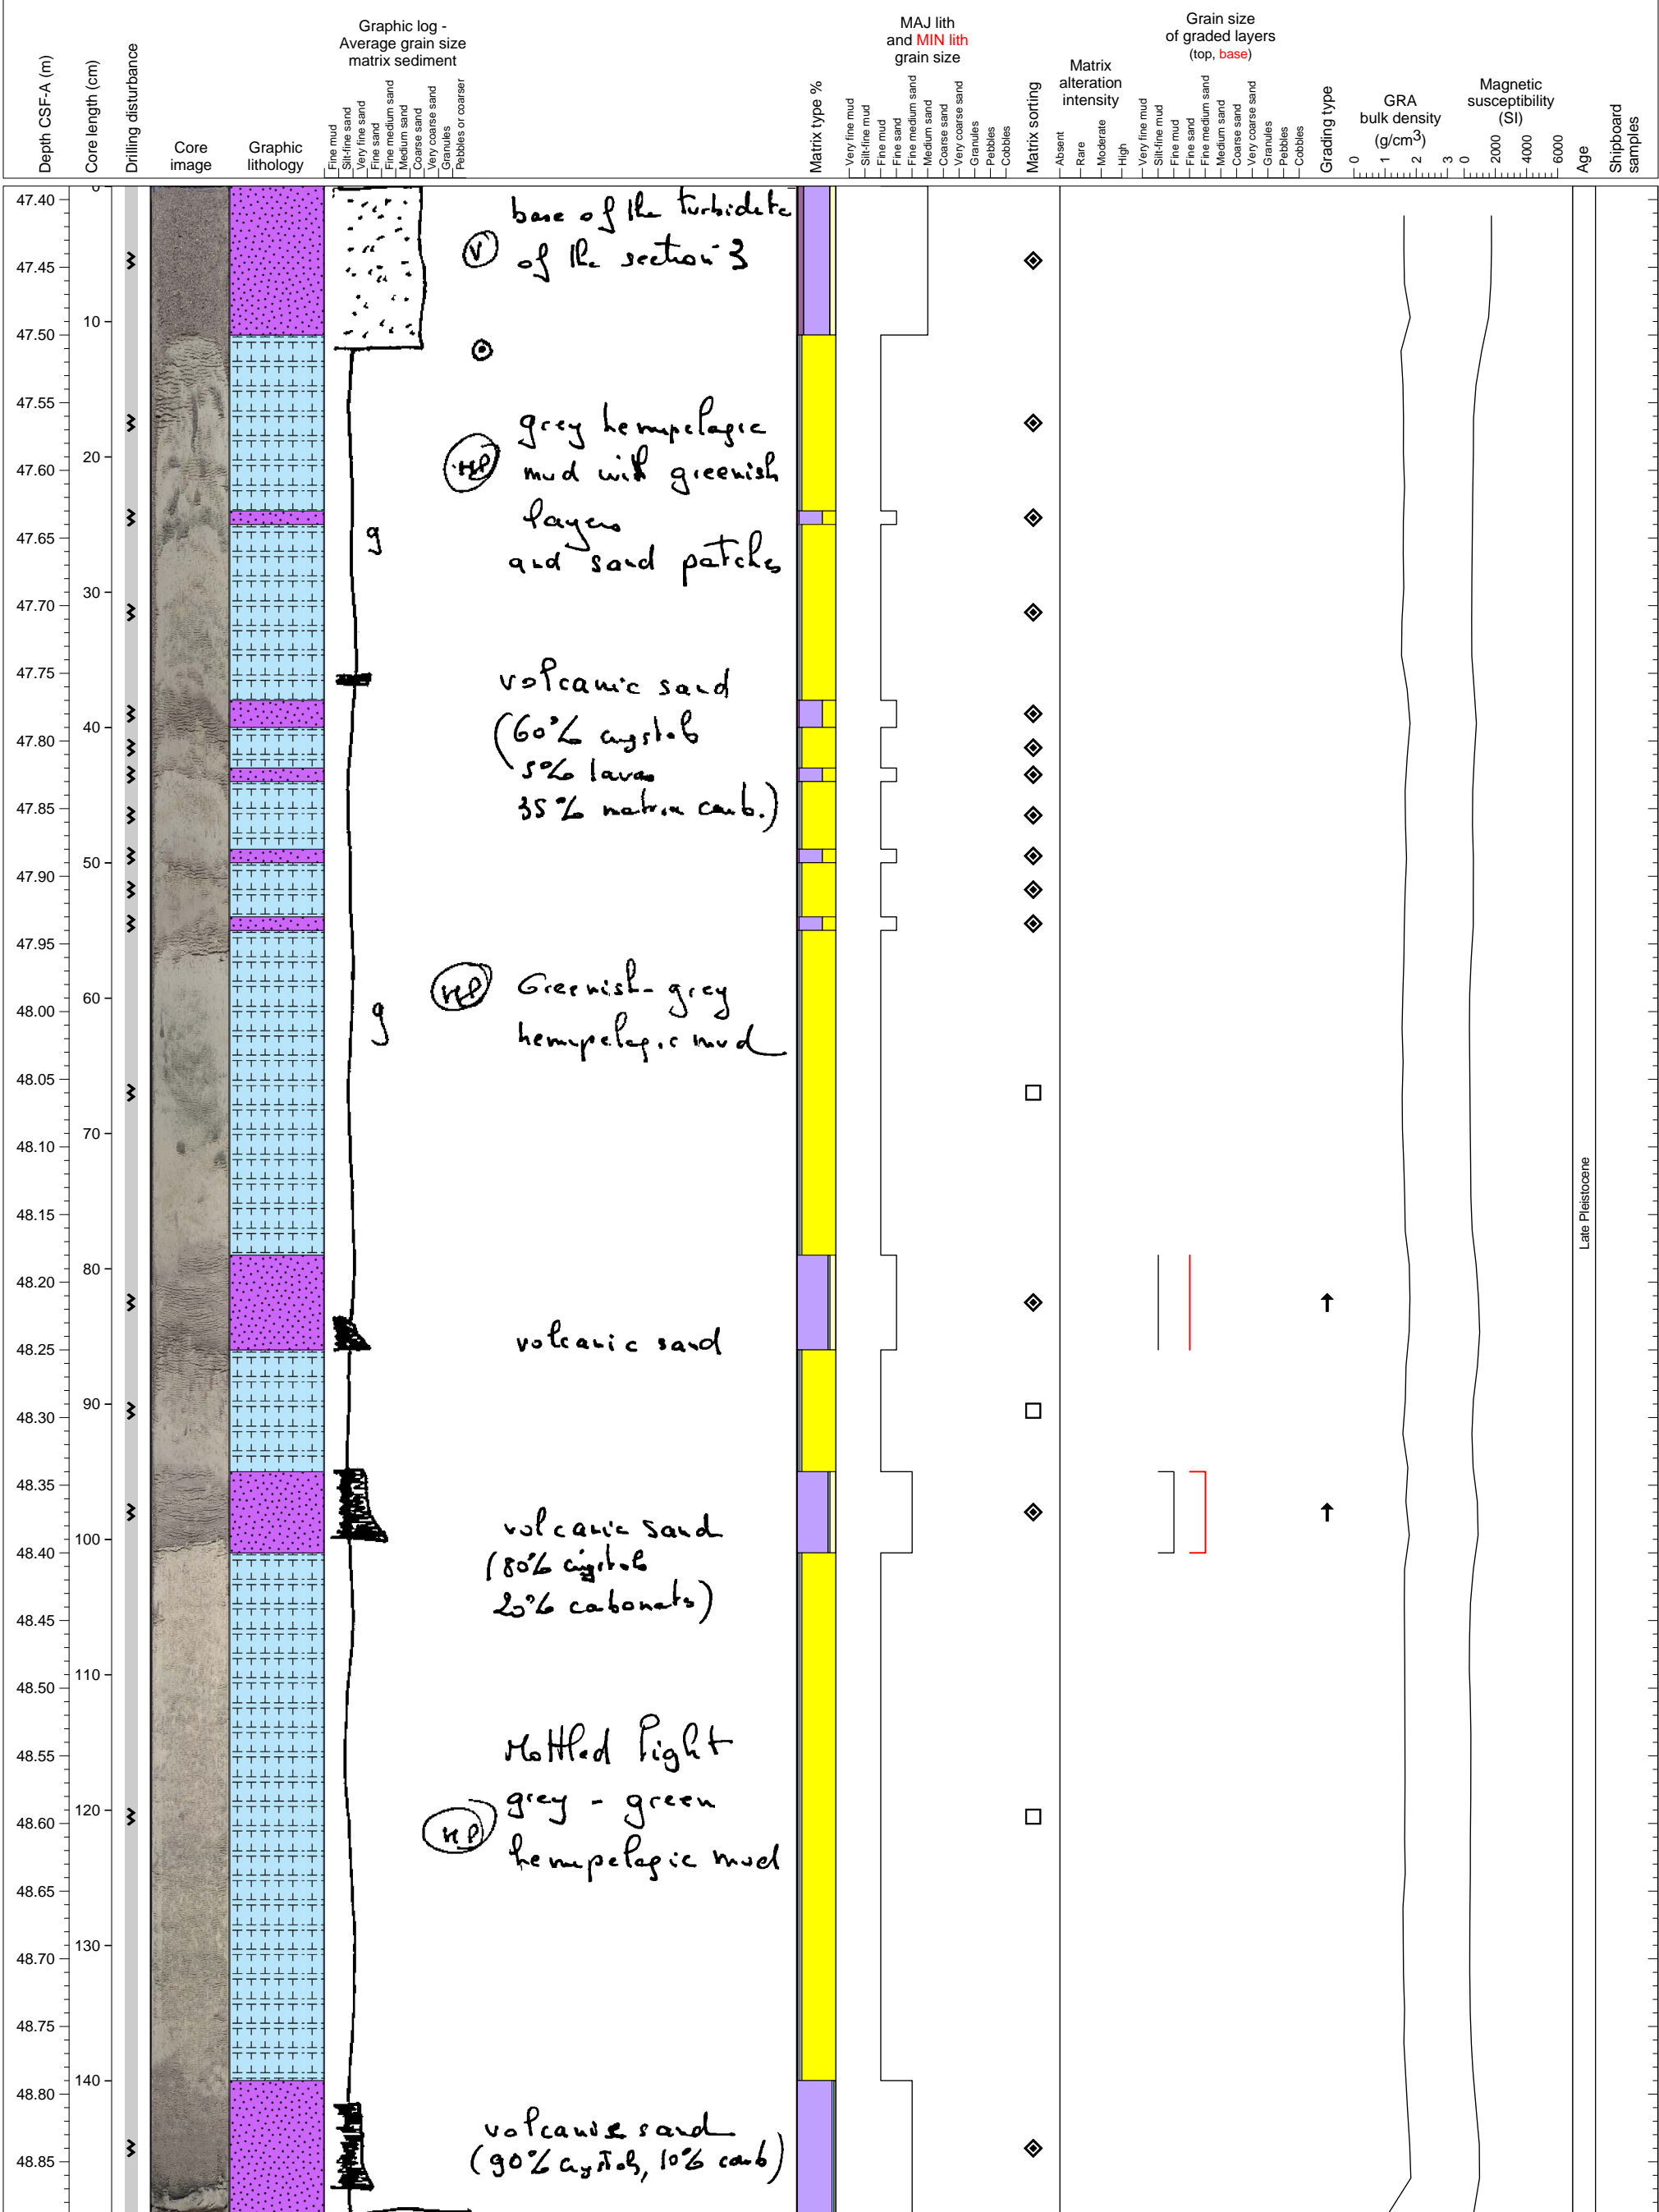 Depth CSF-A (m)
Core length (cm)
Drilling disturbance
Core
image
Graphic
lithology
Graphic log -
Average grain size
matrix sediment
Fine mud
Silt-fine sand
Very fine sand
Fine sand
Fine medium sand
Medium sand
Coarse sand
Very coarse sand
Granules
Pebbles or coarser
Matrix type %
MAJ lith
and MIN lith
grain size
Very fine mud
Silt-fine mud
Fine mud
Fine sand
Fine medium sand
Medium sand
Coarse sand
Very coarse sand
Granules
Pebbles
Cobbles
Matrix sorting
Matrix
alteration
intensity
Absent
Rare
Moderate
High
Grain size
of graded layers
(top, base)
Very fine mud
Silt-fine mud
Fine mud
Fine sand
Fine medium sand
Medium sand
Coarse sand
Very coarse sand
Granules
Pebbles
Cobbles
Grading type
GRA
bulk density
(g/cm3)
0 1 2 3
Magnetic
susceptibility
(SI)
0 2000 4000 6000
Age
Shipboard
samples
47.40
47.45
47.50
47.55
47.60
47.65
47.70
47.75
47.80
47.85
47.90
47.95
48.00
48.05
48.10
48.15
48.20
48.25
48.30
48.35
48.40
48.45
48.50
48.55
48.60
48.65
48.70
48.75
48.80
48.85
0
10
20
30
40
50
60
70
80
90
100
110
120
130
140
base of the turbidete
V
of the section 3
grey hemipelagic
HP
mud with greenish
layers
g
and sand patches
volcanic sand
(60% crystals
5% lavas
35% matrix carb.)
HP
Greenish-grey
g
hemipelagic mud
volcanic sand
volcanic sand
(80% crystals
20% carbonats)
Mottled light
grey - green
HP
hemipelagic mud
volcanic sand
(90% crystals, 10% carb)
Late Pleistocene